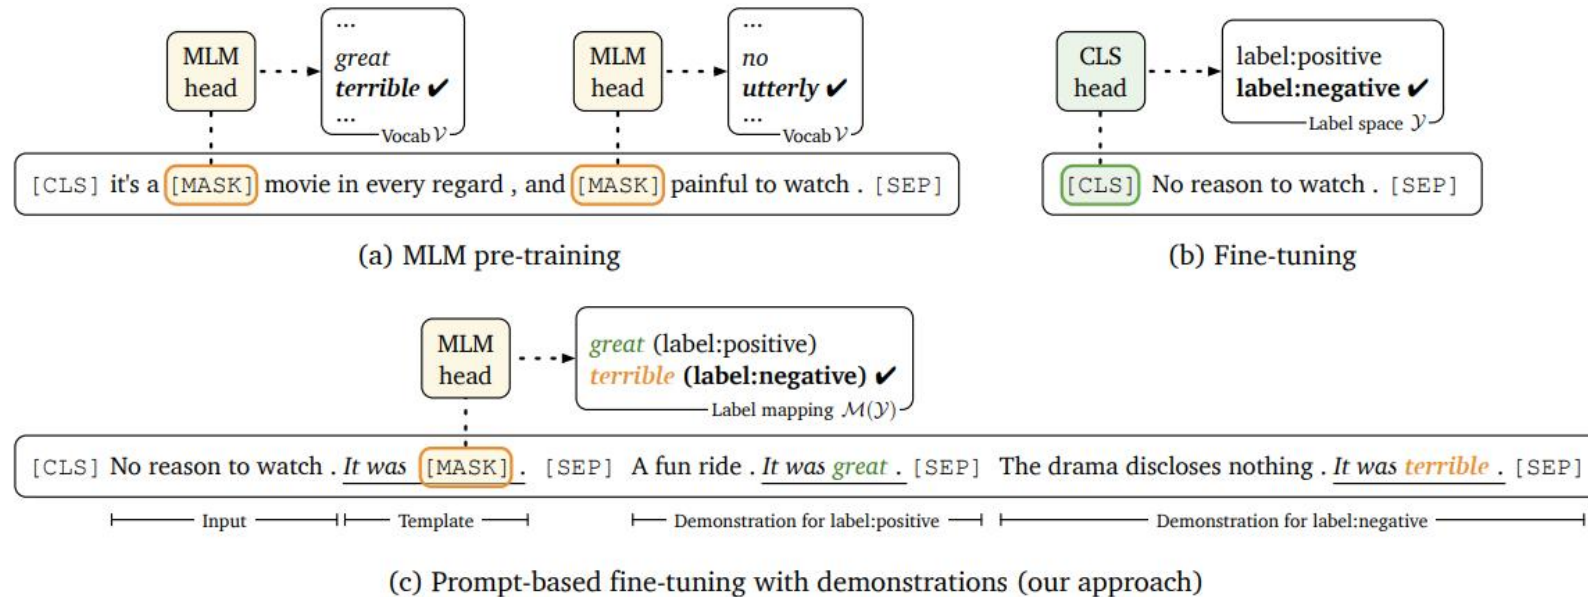 MLM
head
...
great
terrible ✔
...
Vocab 𝒱
MLM
head
...
no
utterly ✔
...
Vocab 𝒱
[CLS] it's a [MASK] movie in every regard , and [MASK] painful to watch . [SEP]
(a) MLM pre-training
CLS
head
label:positive
label:negative ✔
Label space 𝒴
[CLS] No reason to watch . [SEP]
(b) Fine-tuning
MLM
head
great (label:positive)
terrible (label:negative) ✔
Label mapping ℳ(𝒴)
[CLS] No reason to watch . It was [MASK] . [SEP] A fun ride . It was great . [SEP] The drama discloses nothing . It was terrible . [SEP]
Input Template Demonstration for label:positive Demonstration for label:negative
(c) Prompt-based fine-tuning with demonstrations (our approach)